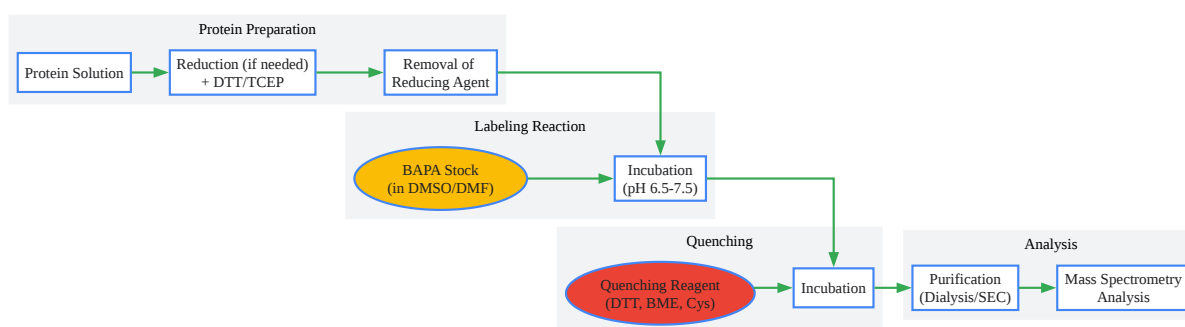 Protein Preparation
Protein Solution
Reduction (if needed)
+ DTT/TCEP
Removal of
Reducing Agent
Labeling Reaction
BAPA Stock
(in DMSO/DMF)
Incubation
(pH 6.5-7.5)
Quenching
Quenching Reagent
(DTT, BME, Cys)
Incubation
Analysis
Purification
(Dialysis/SEC)
Mass Spectrometry
Analysis